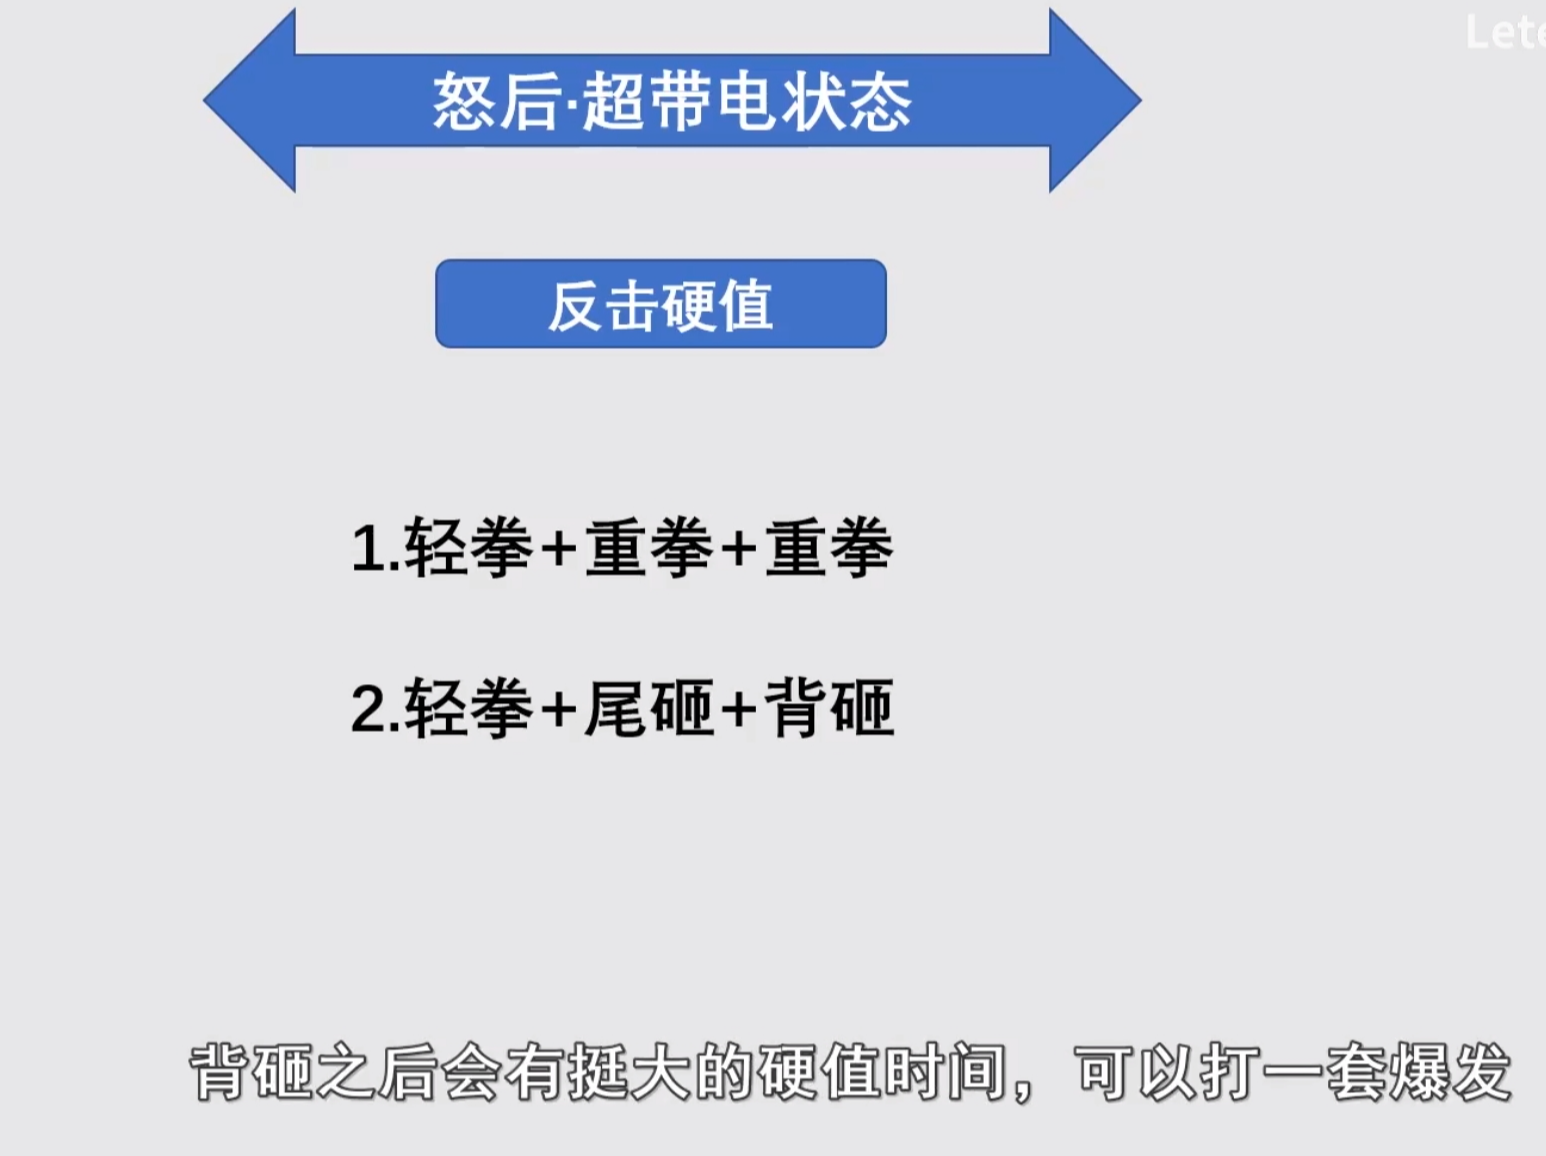 怒后·超带电状态
反击硬值
1.轻拳+重拳+重拳
2.轻拳+尾砸+背砸
背砸之后会有挺大的硬值时间，可以打一套爆发